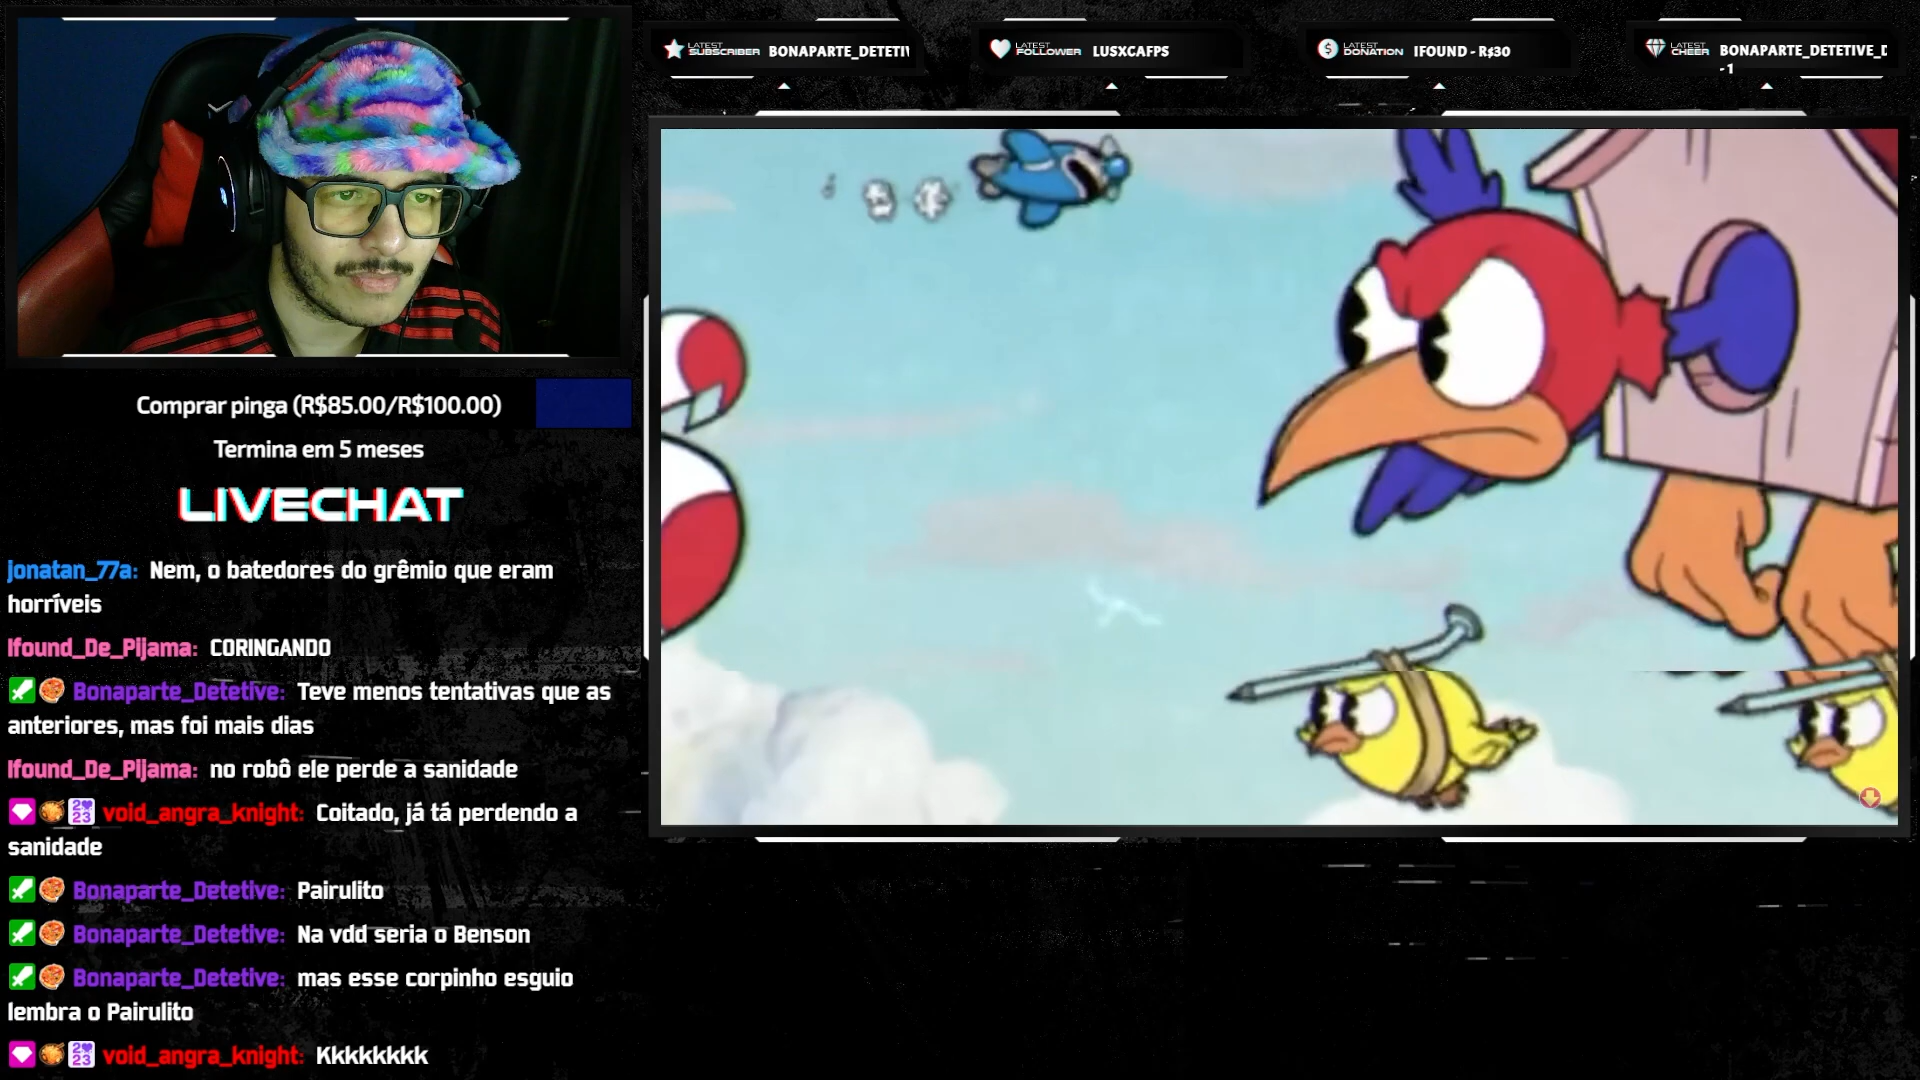 LATEST SUBSCRIBER BONAPARTE_DETETIV
LATEST FOLLOWER LUSXCAFPS
LATEST DONATION IFOUND - R$30
LATEST CHEER BONAPARTE_DETETIVE_D
- 1
Comprar pinga (R$85.00/R$100.00)
Termina em 5 meses
LIVECHAT
jonatan_77a: Nem, o batedores do grêmio que eram
horríveis
Ifound_De_Pijama: CORINGANDO
Bonaparte_Detetive: Teve menos tentativas que as
anteriores, mas foi mais dias
Ifound_De_Pijama: no robô ele perde a sanidade
void_angra_knight: Coitado, já tá perdendo a
sanidade
Bonaparte_Detetive: Pairulito
Bonaparte_Detetive: Na vdd seria o Benson
Bonaparte_Detetive: mas esse corpinho esguio
lembra o Pairulito
void_angra_knight: Kkkkkkkk